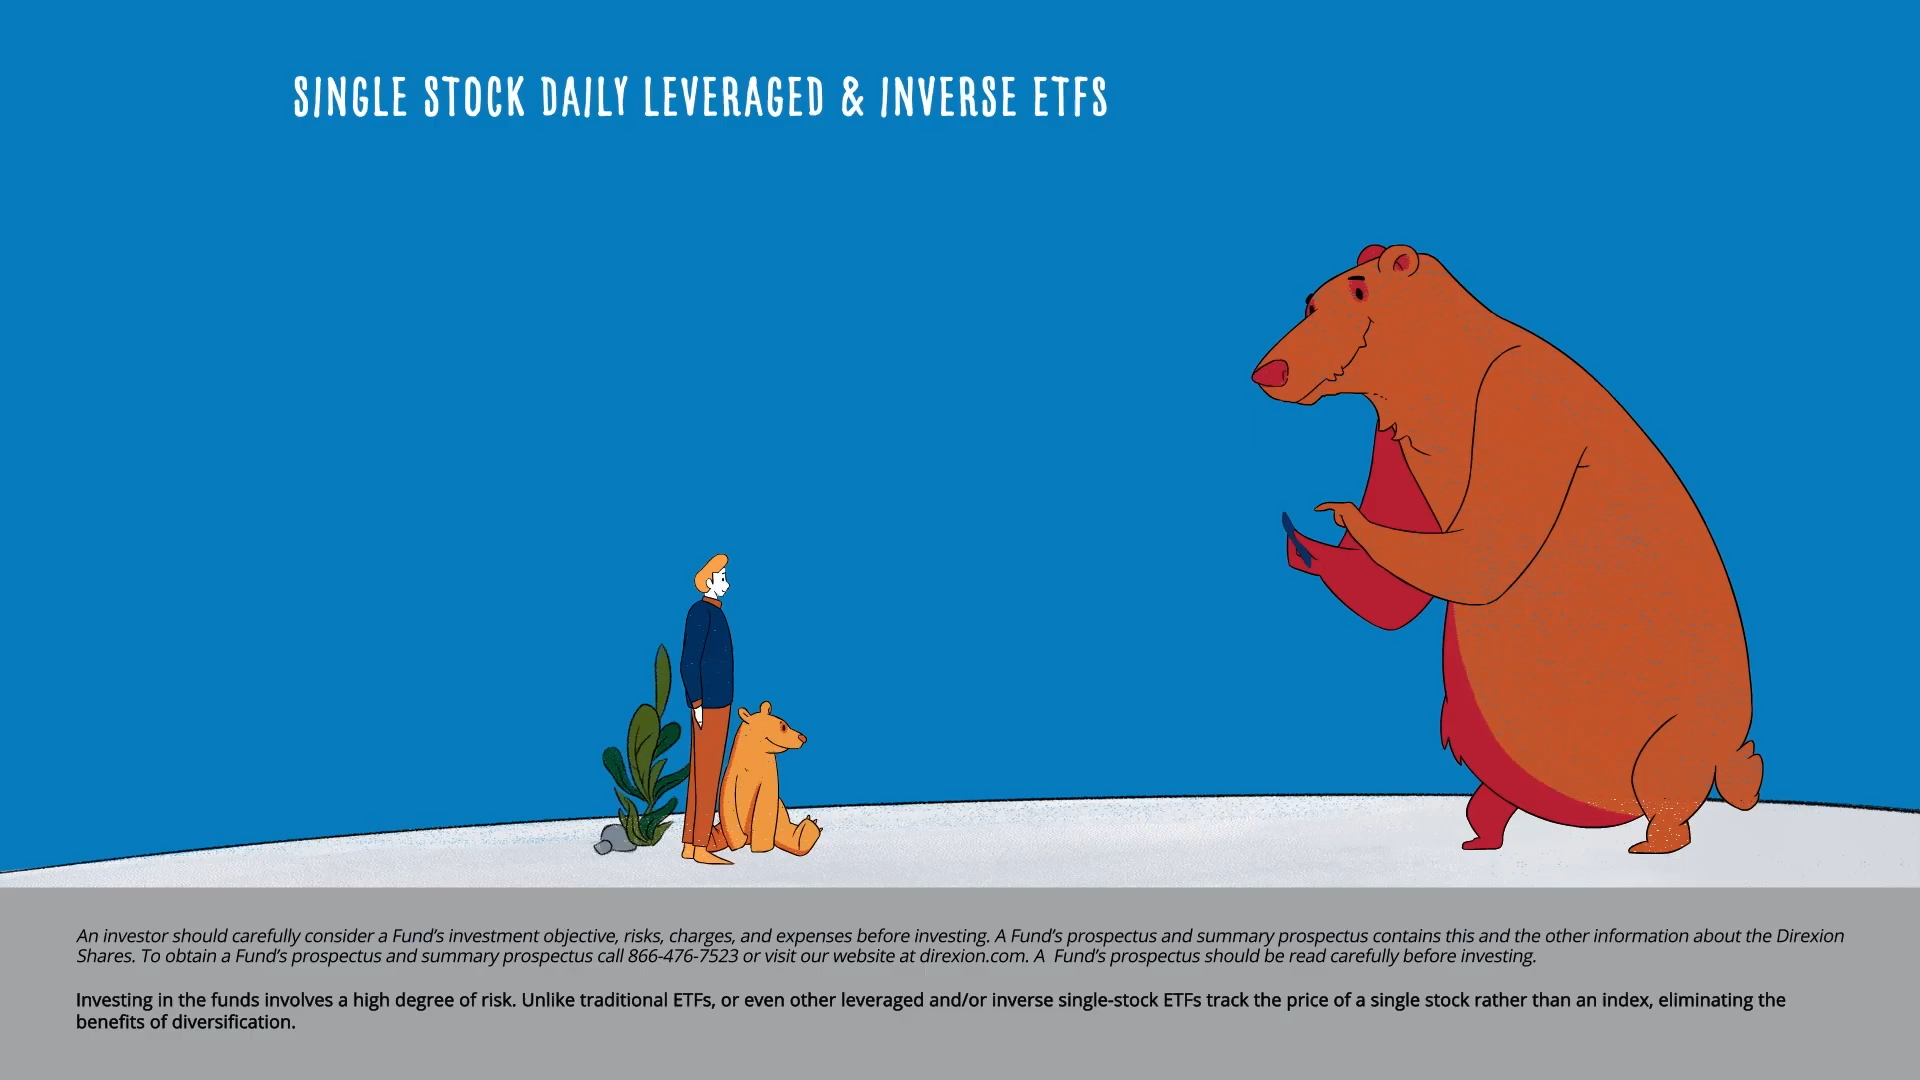 SINGLE STOCK DAILY LEVERAGED & INVERSE ETFS
An investor should carefully consider a Fund's investment objective, risks, charges, and expenses before investing. A Fund's prospectus and summary prospectus contains this and the other information about the Direxion
Shares. To obtain a Fund's prospectus and summary prospectus call 866-476-7523 or visit our website at direxion.com. A Fund's prospectus should be read carefully before investing.
Investing in the funds involves a high degree of risk. Unlike traditional ETFs, or even other leveraged and/or inverse single-stock ETFs track the price of a single stock rather than an index, eliminating the
benefits of diversification.